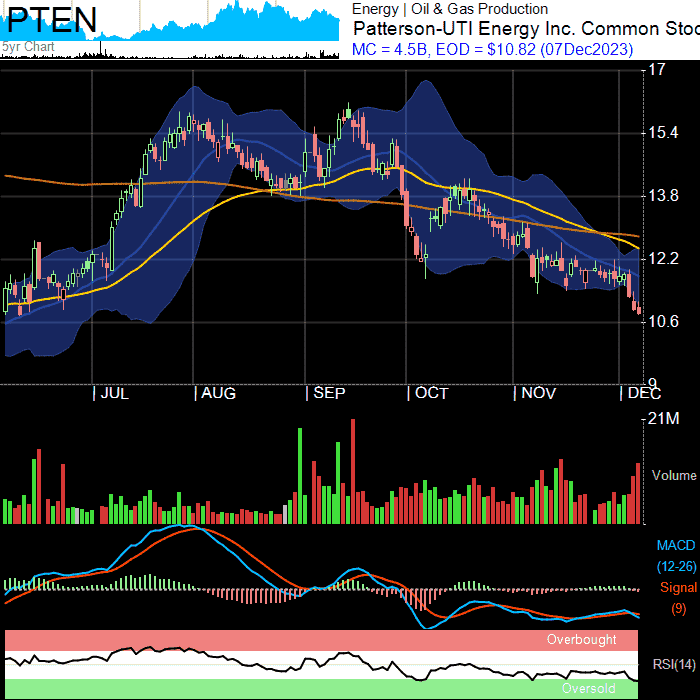 PTEN
5yr Chart
Energy | Oil & Gas Production
Patterson-UTI Energy Inc. Common Stoc
MC = 4.5B, EOD = $10.82 (07Dec2023)
17
15.4
13.8
12.2
10.6
9
JUL
AUG
SEP
OCT
NOV
DEC
21M
Volume
MACD
(12-26)
Signal
(9)
Overbought
RSI(14)
Oversold